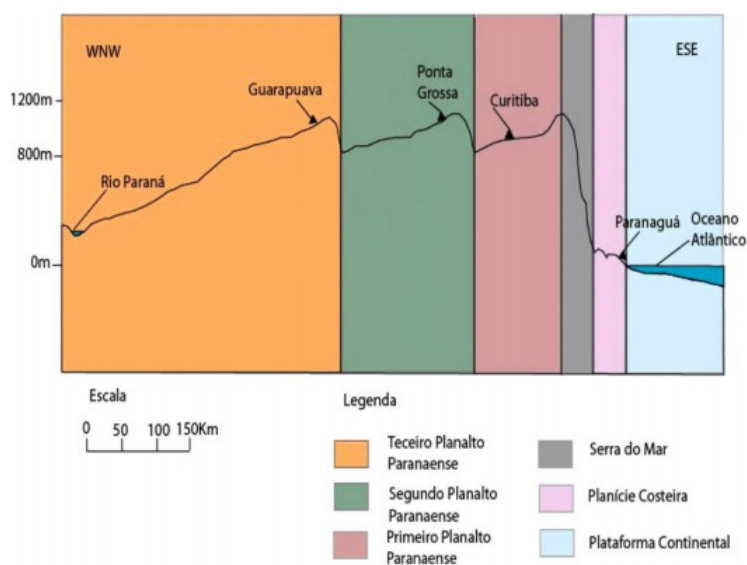 WNW
ESE
Guarapuava
Ponta
Grossa
Curitiba
1200m
800m
Rio Paraná
Paranaguá
Oceano
Atlântico
0m
Escala
0 50 100 150Km
Legenda
Teceiro Planalto
Paranaense
Segundo Planalto
Paranaense
Primeiro Planalto
Paranaense
Serra do Mar
Planície Costeira
Plataforma Continental